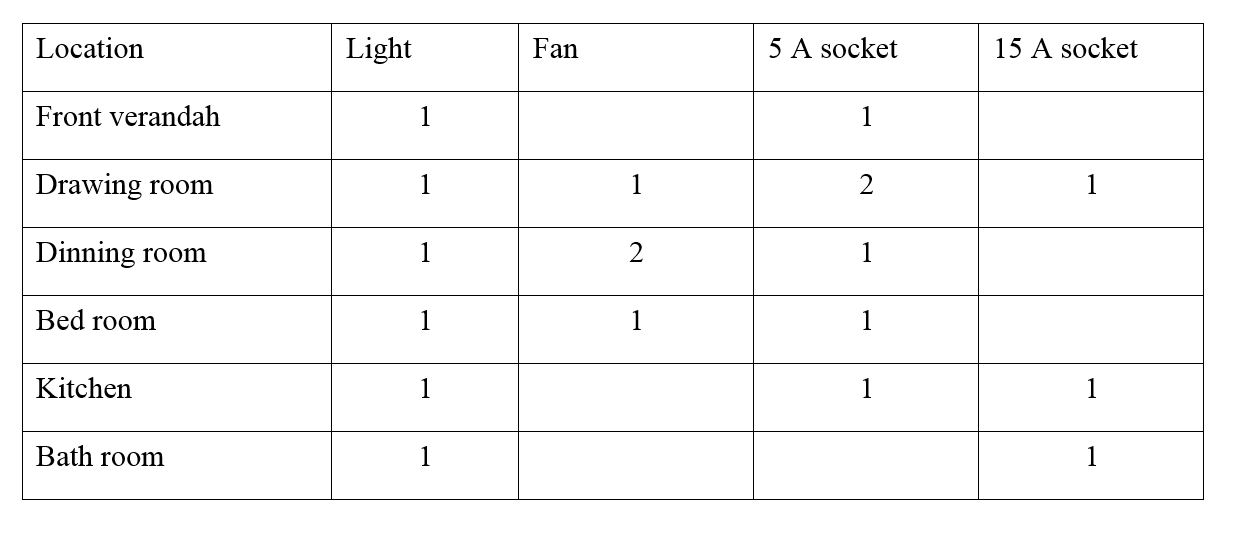 Location Light Fan 5 A socket 15 A socket
Front verandah 1 1
Drawing room 1 1 2 1
Dinning room 1 2 1
Bed room 1 1 1
Kitchen 1 1 1
Bath room 1 1